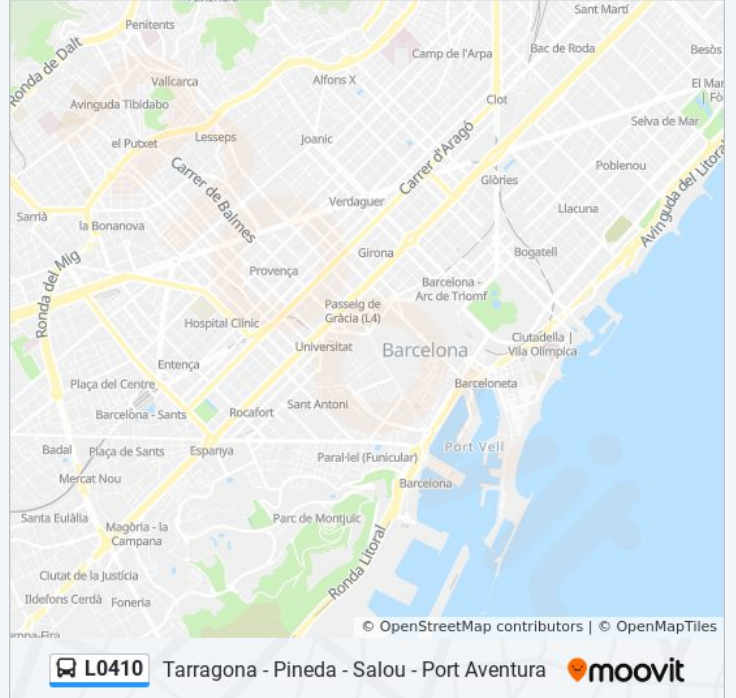 Sant Martí
Penitents
Bac de Roda
Ronda de Dalt
Camp de l'Arpa
Besòs
Vallcarca
Alfons X
El Mar
| Fò
Avinguda Tibidabo
Clot
Selva de Mar
el Putxet
Lesseps
Joanic
Carrer d'Aragó
Poblenou
Carrer de Balmes
Glòries
Avinguda del Litoral
Verdaguer
Llacuna
Sarrià
la Bonanova
Girona
Bogatell
Ronda del Mig
Provença
Barcelona -
Arc de Triomf
Passeig de
Gràcia (L4)
Hospital Clínic
Ciutadella |
Vila Olímpica
Universitat
Barcelona
Entença
Plaça del Centre
Barceloneta
Sant Antoni
Barcelona - Sants
Rocafort
Badal
Plaça de Sants
Espanya
Paral·lel (Funicular)
Port Vell
Mercat Nou
Barcelona
Santa Eulàlia
Parc de Montjuïc
Magòria - la
Campana
Ronda Litoral
Ciutat de la Justícia
Ildefons Cerdà
Foneria
© OpenStreetMap contributors | © OpenMapTiles
L0410
Tarragona - Pineda - Salou - Port Aventura
moovit